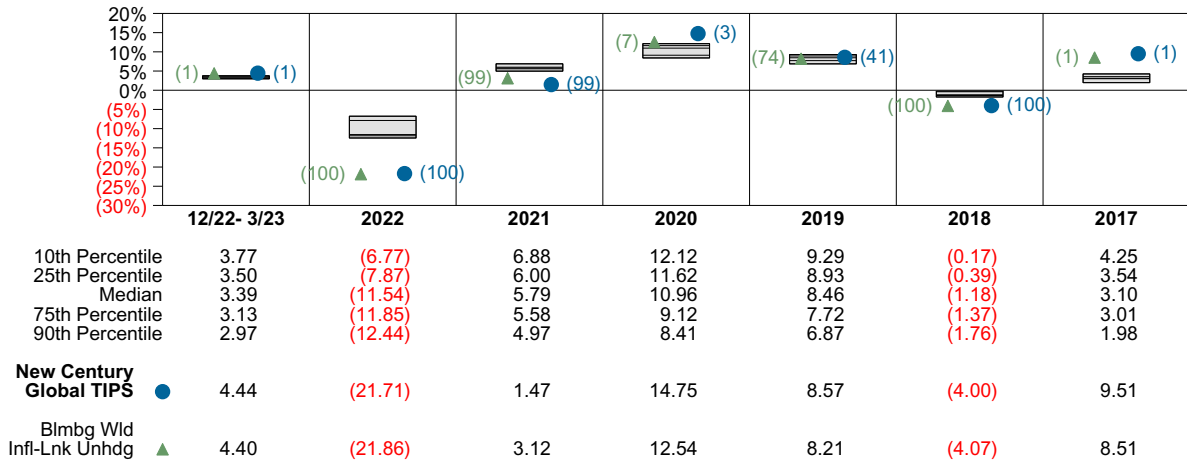 20%
15%
10%
5%
0%
(5%)
(10%)
(15%)
(20%)
(25%)
(30%)
(1) (1)
(100) (100)
(99) (99)
(7) (3)
(74) (41)
(100) (100)
(1) (1)
12/22- 3/23 2022 2021 2020 2019 2018 2017
10th Percentile 3.77 (6.77) 6.88 12.12 9.29 (0.17) 4.25
25th Percentile 3.50 (7.87) 6.00 11.62 8.93 (0.39) 3.54
Median 3.39 (11.54) 5.79 10.96 8.46 (1.18) 3.10
75th Percentile 3.13 (11.85) 5.58 9.12 7.72 (1.37) 3.01
90th Percentile 2.97 (12.44) 4.97 8.41 6.87 (1.76) 1.98
New Century
Global TIPS 4.44 (21.71) 1.47 14.75 8.57 (4.00) 9.51
Blmbg Wld
Infl-Lnk Unhdg 4.40 (21.86) 3.12 12.54 8.21 (4.07) 8.51